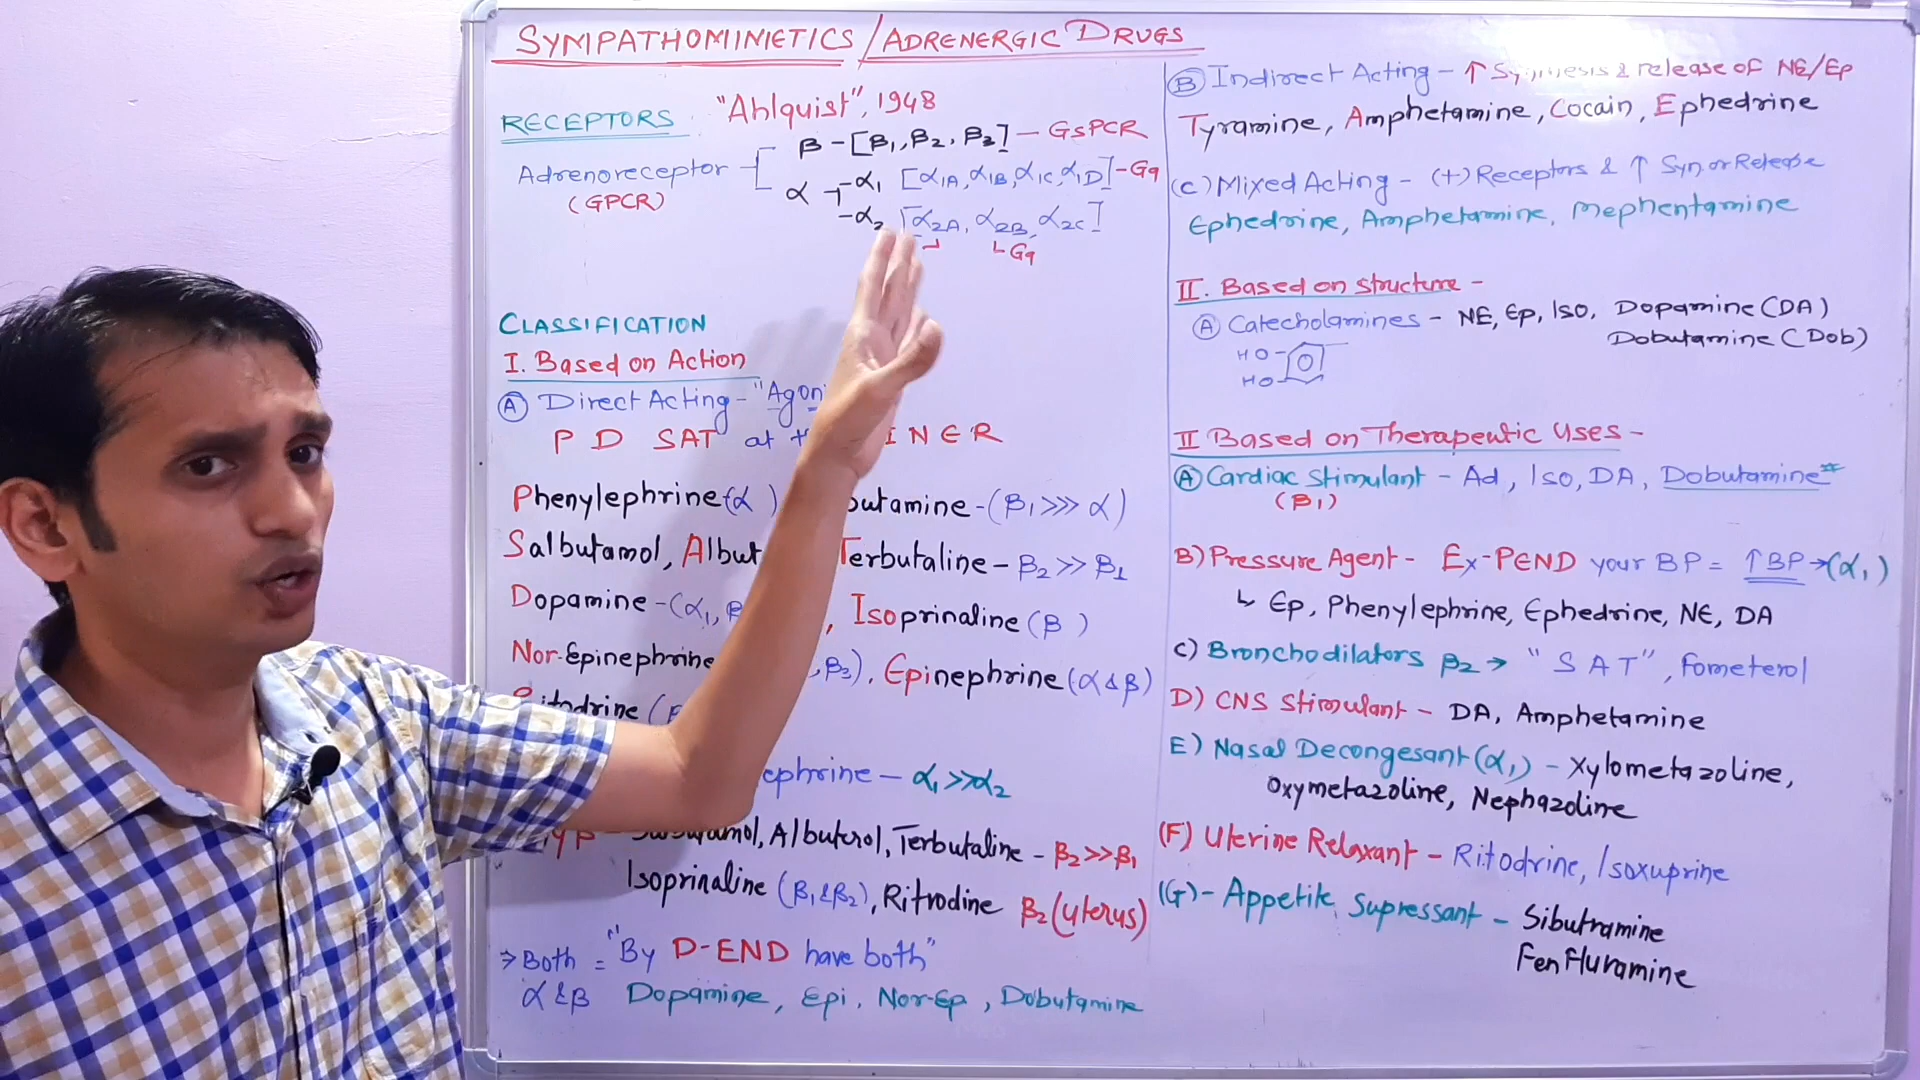 SYMPATHOMINETICS / ADRENERGIC DRUGS
RECEPTORS "Ahlquist", 1948
β - [β1, β2, β3] - GsPCR
Adrenoreceptor
(GPCR)
α - α1 [α1A, α1B, α1C, α1D] - Gq
- α2 [α2A, α2B, α2C]
Gq
CLASSIFICATION
I. Based on Action
(A) Direct Acting - "Agoni
P D SAT at INER
Phenylephrine (α ) butamine - (β1 >>> α)
Salbutamol, Albut Terbutaline - β2 >> β1
Dopamine - (α1, β , Isoprinaline (β )
Nor-Epinephrine , β3), Epinephrine (α & β)
Ritodrine (β
ephrine - α1 >> α2
Salbutamol, Albuterol, Terbutaline - β2 >> β1
Isoprinaline (β1 & β2), Ritrodine β2 (uterus)
⇒ Both = "By D-END have both"
α & β Dopamine, Epi, Nor-Ep, Dobutamine
(B) Indirect Acting - ↑ Synthesis & release of NE/Ep
Tyramine, Amphetamine, Cocain, Ephedrine
(C) Mixed Acting - (+) Receptors & ↑ Syn. or Release
Ephedrine, Amphetamine, Mephentamine
II. Based on structure -
(A) Catecholamines - NE, Ep, Iso, Dopamine (DA)
Dobutamine (Dob)
HO
HO
II Based on Therapeutic Uses -
(A) Cardiac Stimulant - Ad, Iso, DA, Dobutamine*
(β1)
B) Pressure Agent - Ex-PEND your BP = ↑BP → (α1)
↳ Ep, Phenylephrine, Ephedrine, NE, DA
C) Bronchodilators β2 → "SAT", Fometerol
D) CNS Stimulant - DA, Amphetamine
E) Nasal Decongesant (α1) - Xylometazoline,
Oxymetazoline, Nephazoline
(F) Uterine Relaxant - Ritodrine, Isoxuprine
(G) - Appetite Supressant - Sibutramine
Fenfluramine